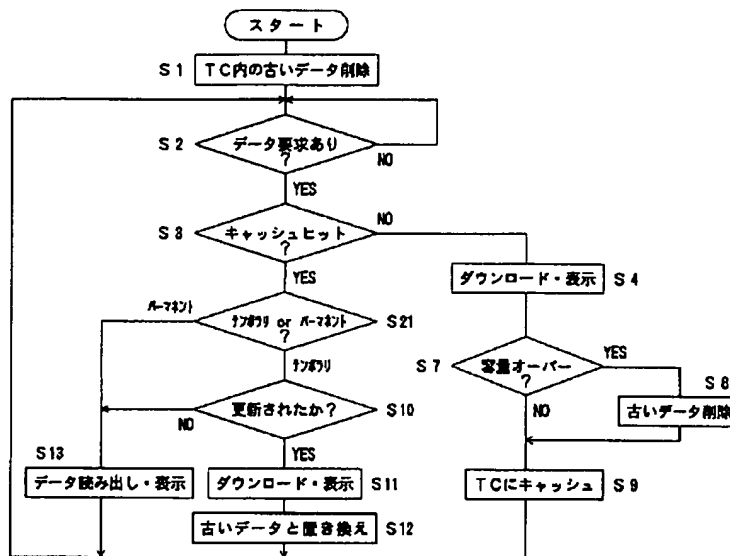 スタート
S1 TC内の古いデータ削除
S2 データ要求あり?
NO
YES
S3 キャッシュヒット?
NO
YES
ダウンロード・表示 S4
パーマネント
テンポラリ or パーマネント? S21
テンポラリ
S7 容量オーバー?
YES
NO
S8
古いデータ削除
更新されたか? S10
NO
YES
S13
データ読み出し・表示
ダウンロード・表示 S11
TCにキャッシュ S9
古いデータと置き換え S12